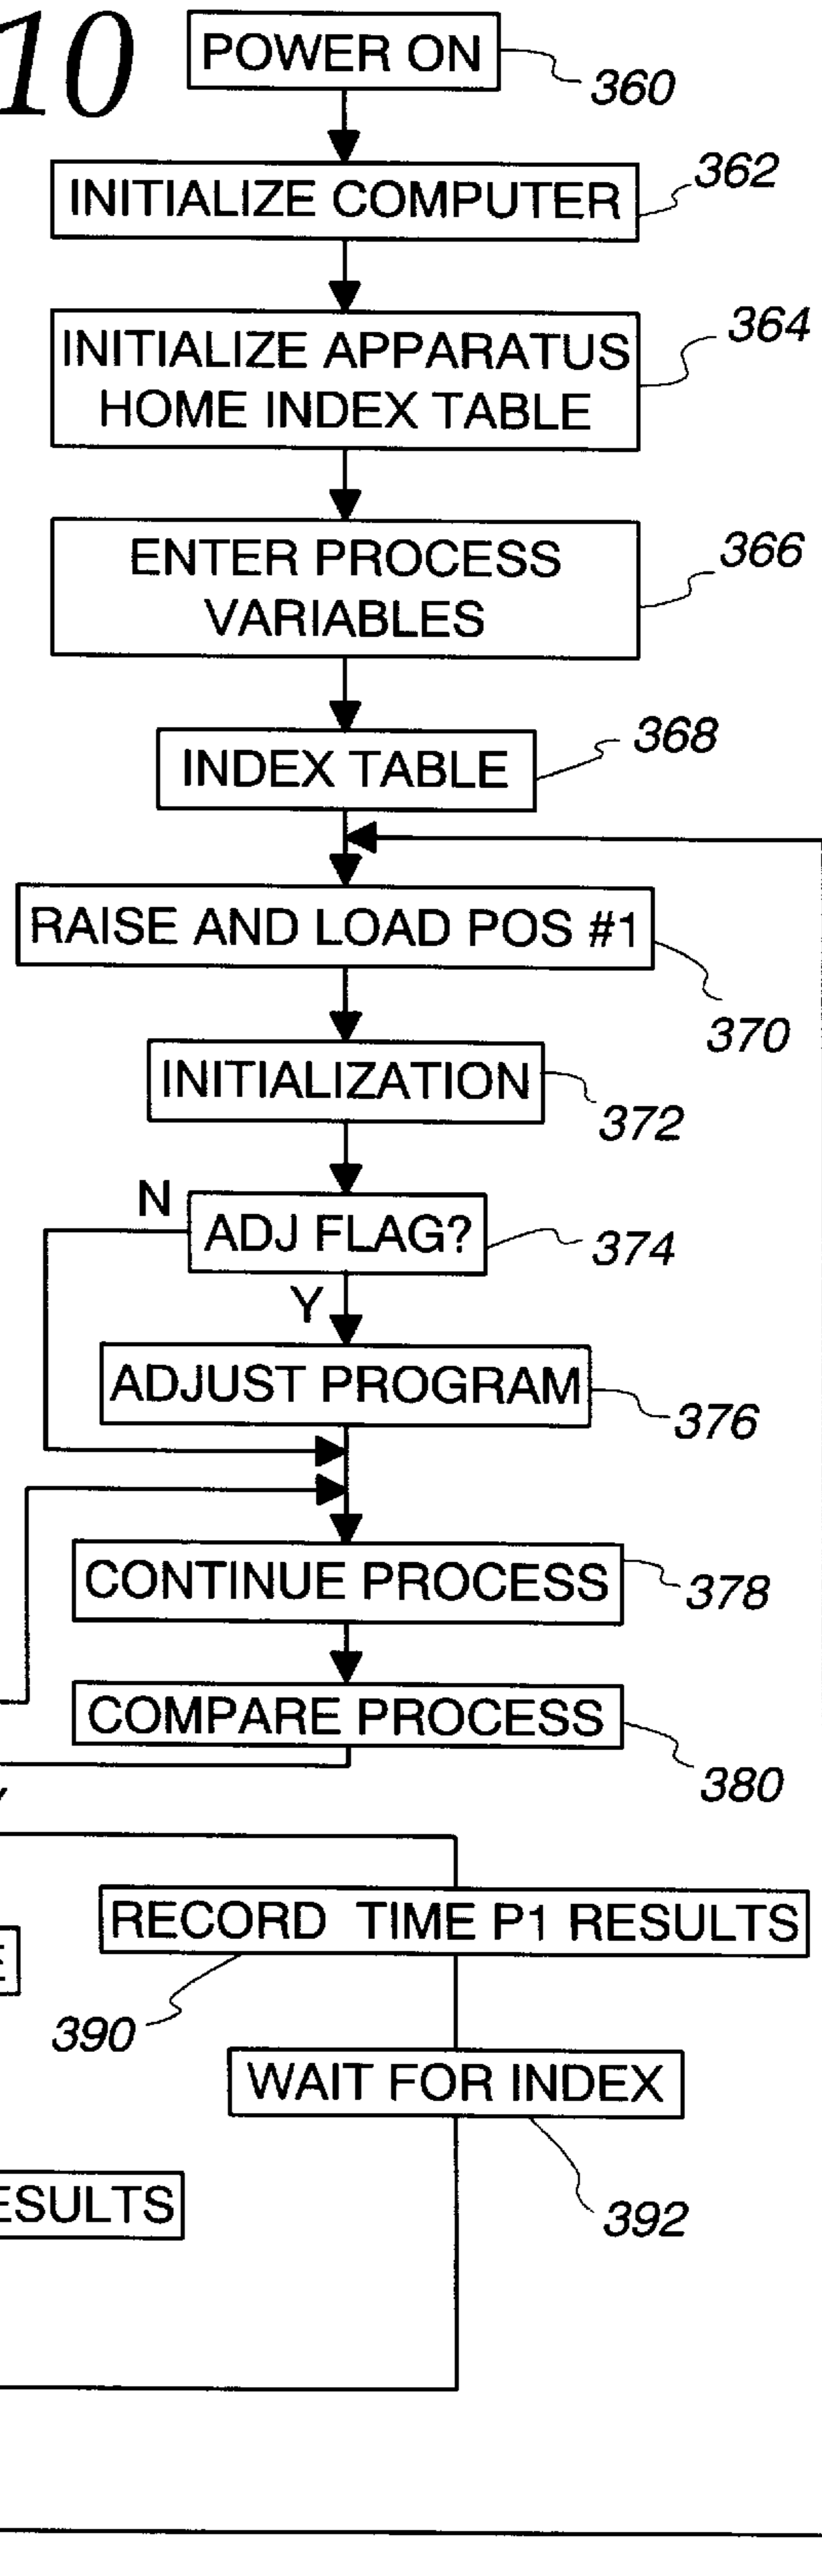 10
POWER ON
360
INITIALIZE COMPUTER
362
INITIALIZE APPARATUS
HOME INDEX TABLE
364
ENTER PROCESS
VARIABLES
366
INDEX TABLE
368
RAISE AND LOAD POS #1
370
INITIALIZATION
372
N
ADJ FLAG?
374
Y
ADJUST PROGRAM
376
CONTINUE PROCESS
378
COMPARE PROCESS
380
RECORD TIME P1 RESULTS
E
390
WAIT FOR INDEX
392
ESULTS